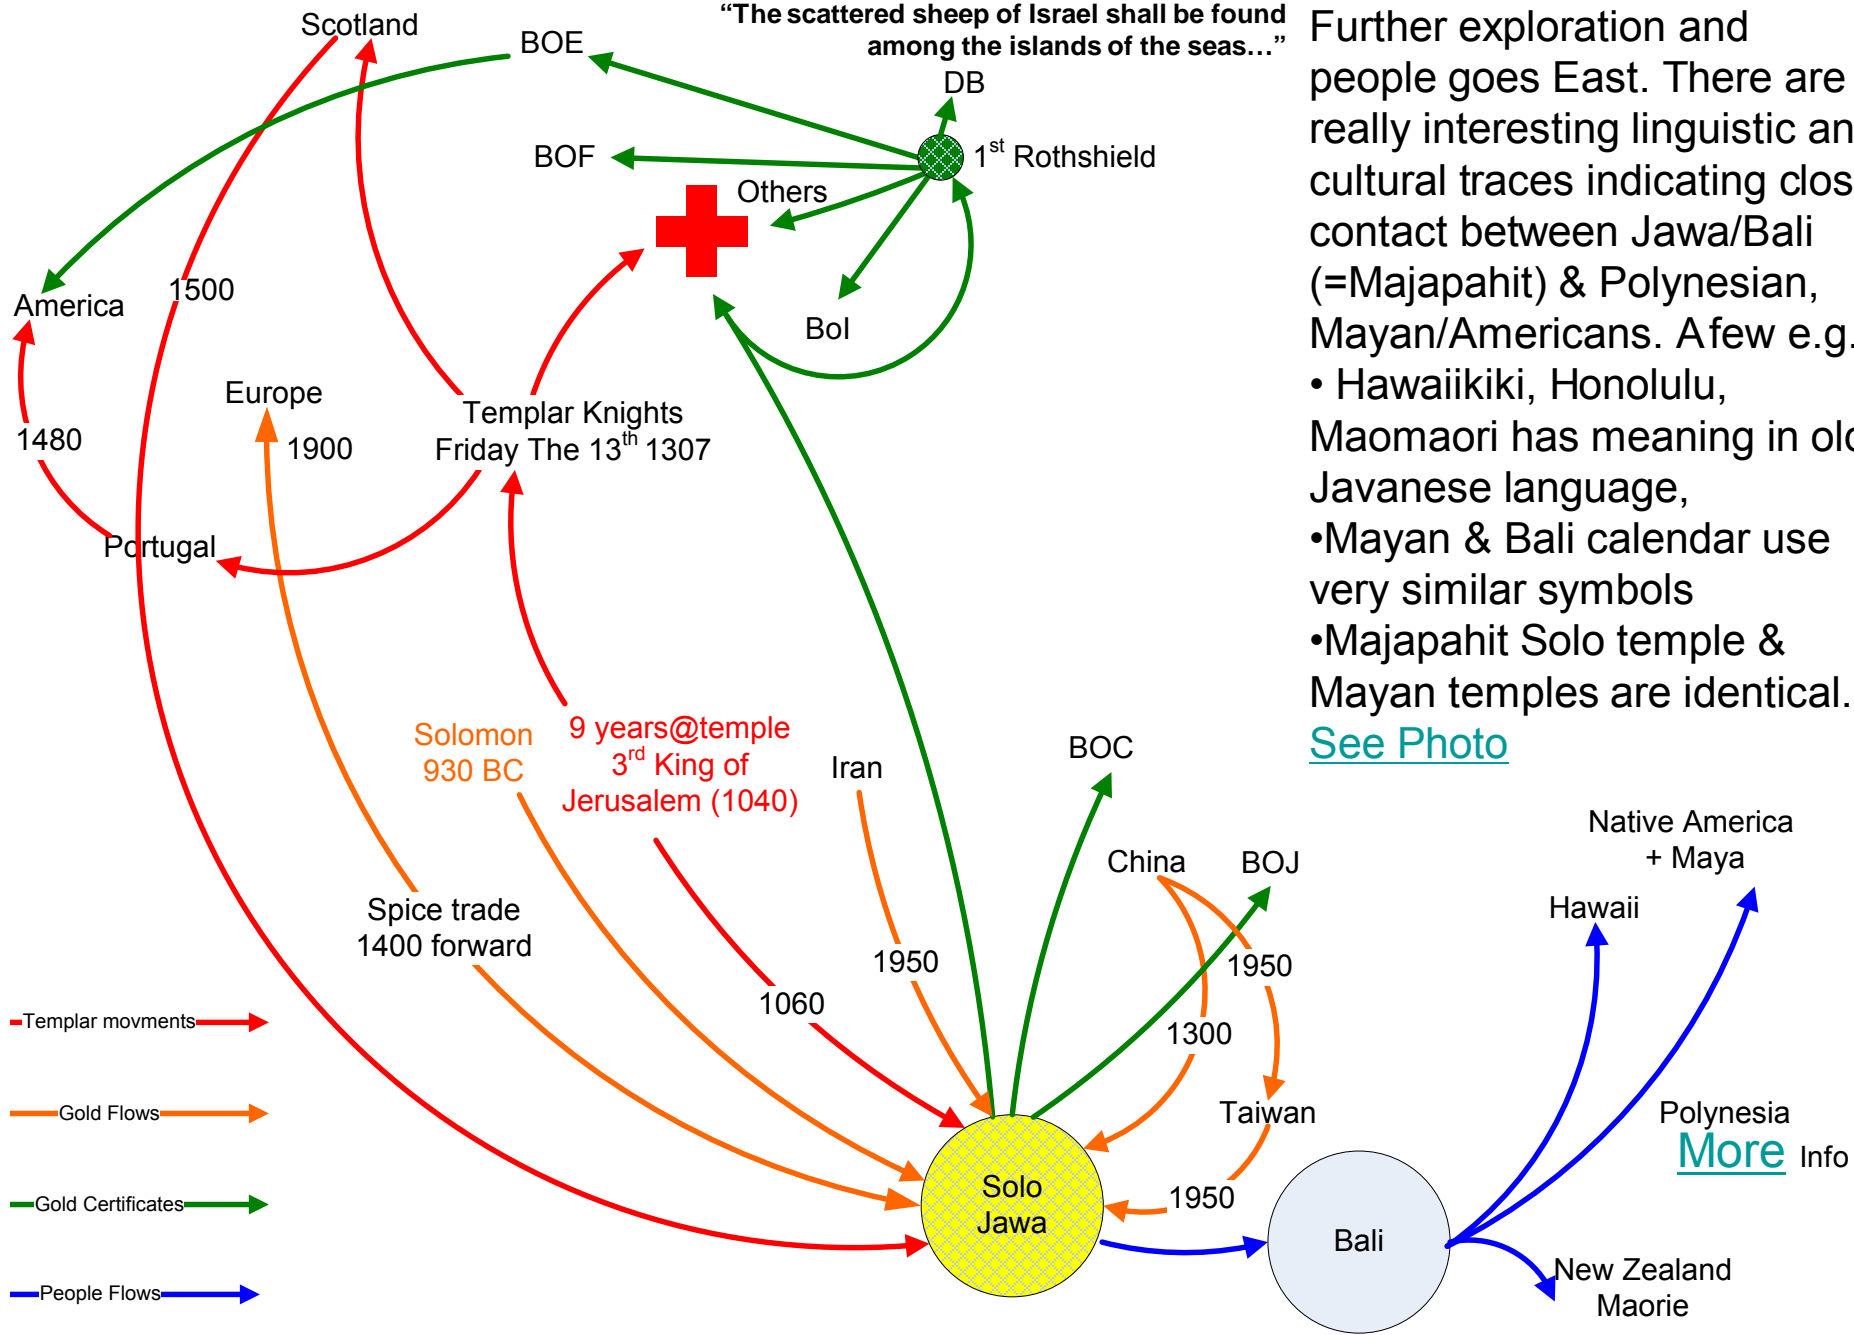 “The scattered sheep of Israel shall be found
among the islands of the seas…”
Scotland
BOE
DB
BOF
1st Rothshield
Others
BoI
1500
America
Europe
1900
1480
Templar Knights
Friday The 13th 1307
Portugal
Solomon
930 BC
9 years@temple
3rd King of
Jerusalem (1040)
Iran
BOC
China
BOJ
Spice trade
1400 forward
1950
1950
1060
1300
Taiwan
1950
Solo
Jawa
Bali
Native America
+ Maya
Hawaii
Polynesia
More Info
New Zealand
Maorie
Templar movments
Gold Flows
Gold Certificates
People Flows
Further exploration and
people goes East. There are
really interesting linguistic an
cultural traces indicating clos
contact between Jawa/Bali
(=Majapahit) & Polynesian,
Mayan/Americans. A few e.g.
• Hawaiikiki, Honolulu,
Maomaori has meaning in old
Javanese language,
•Mayan & Bali calendar use
very similar symbols
•Majapahit Solo temple &
Mayan temples are identical.
See Photo